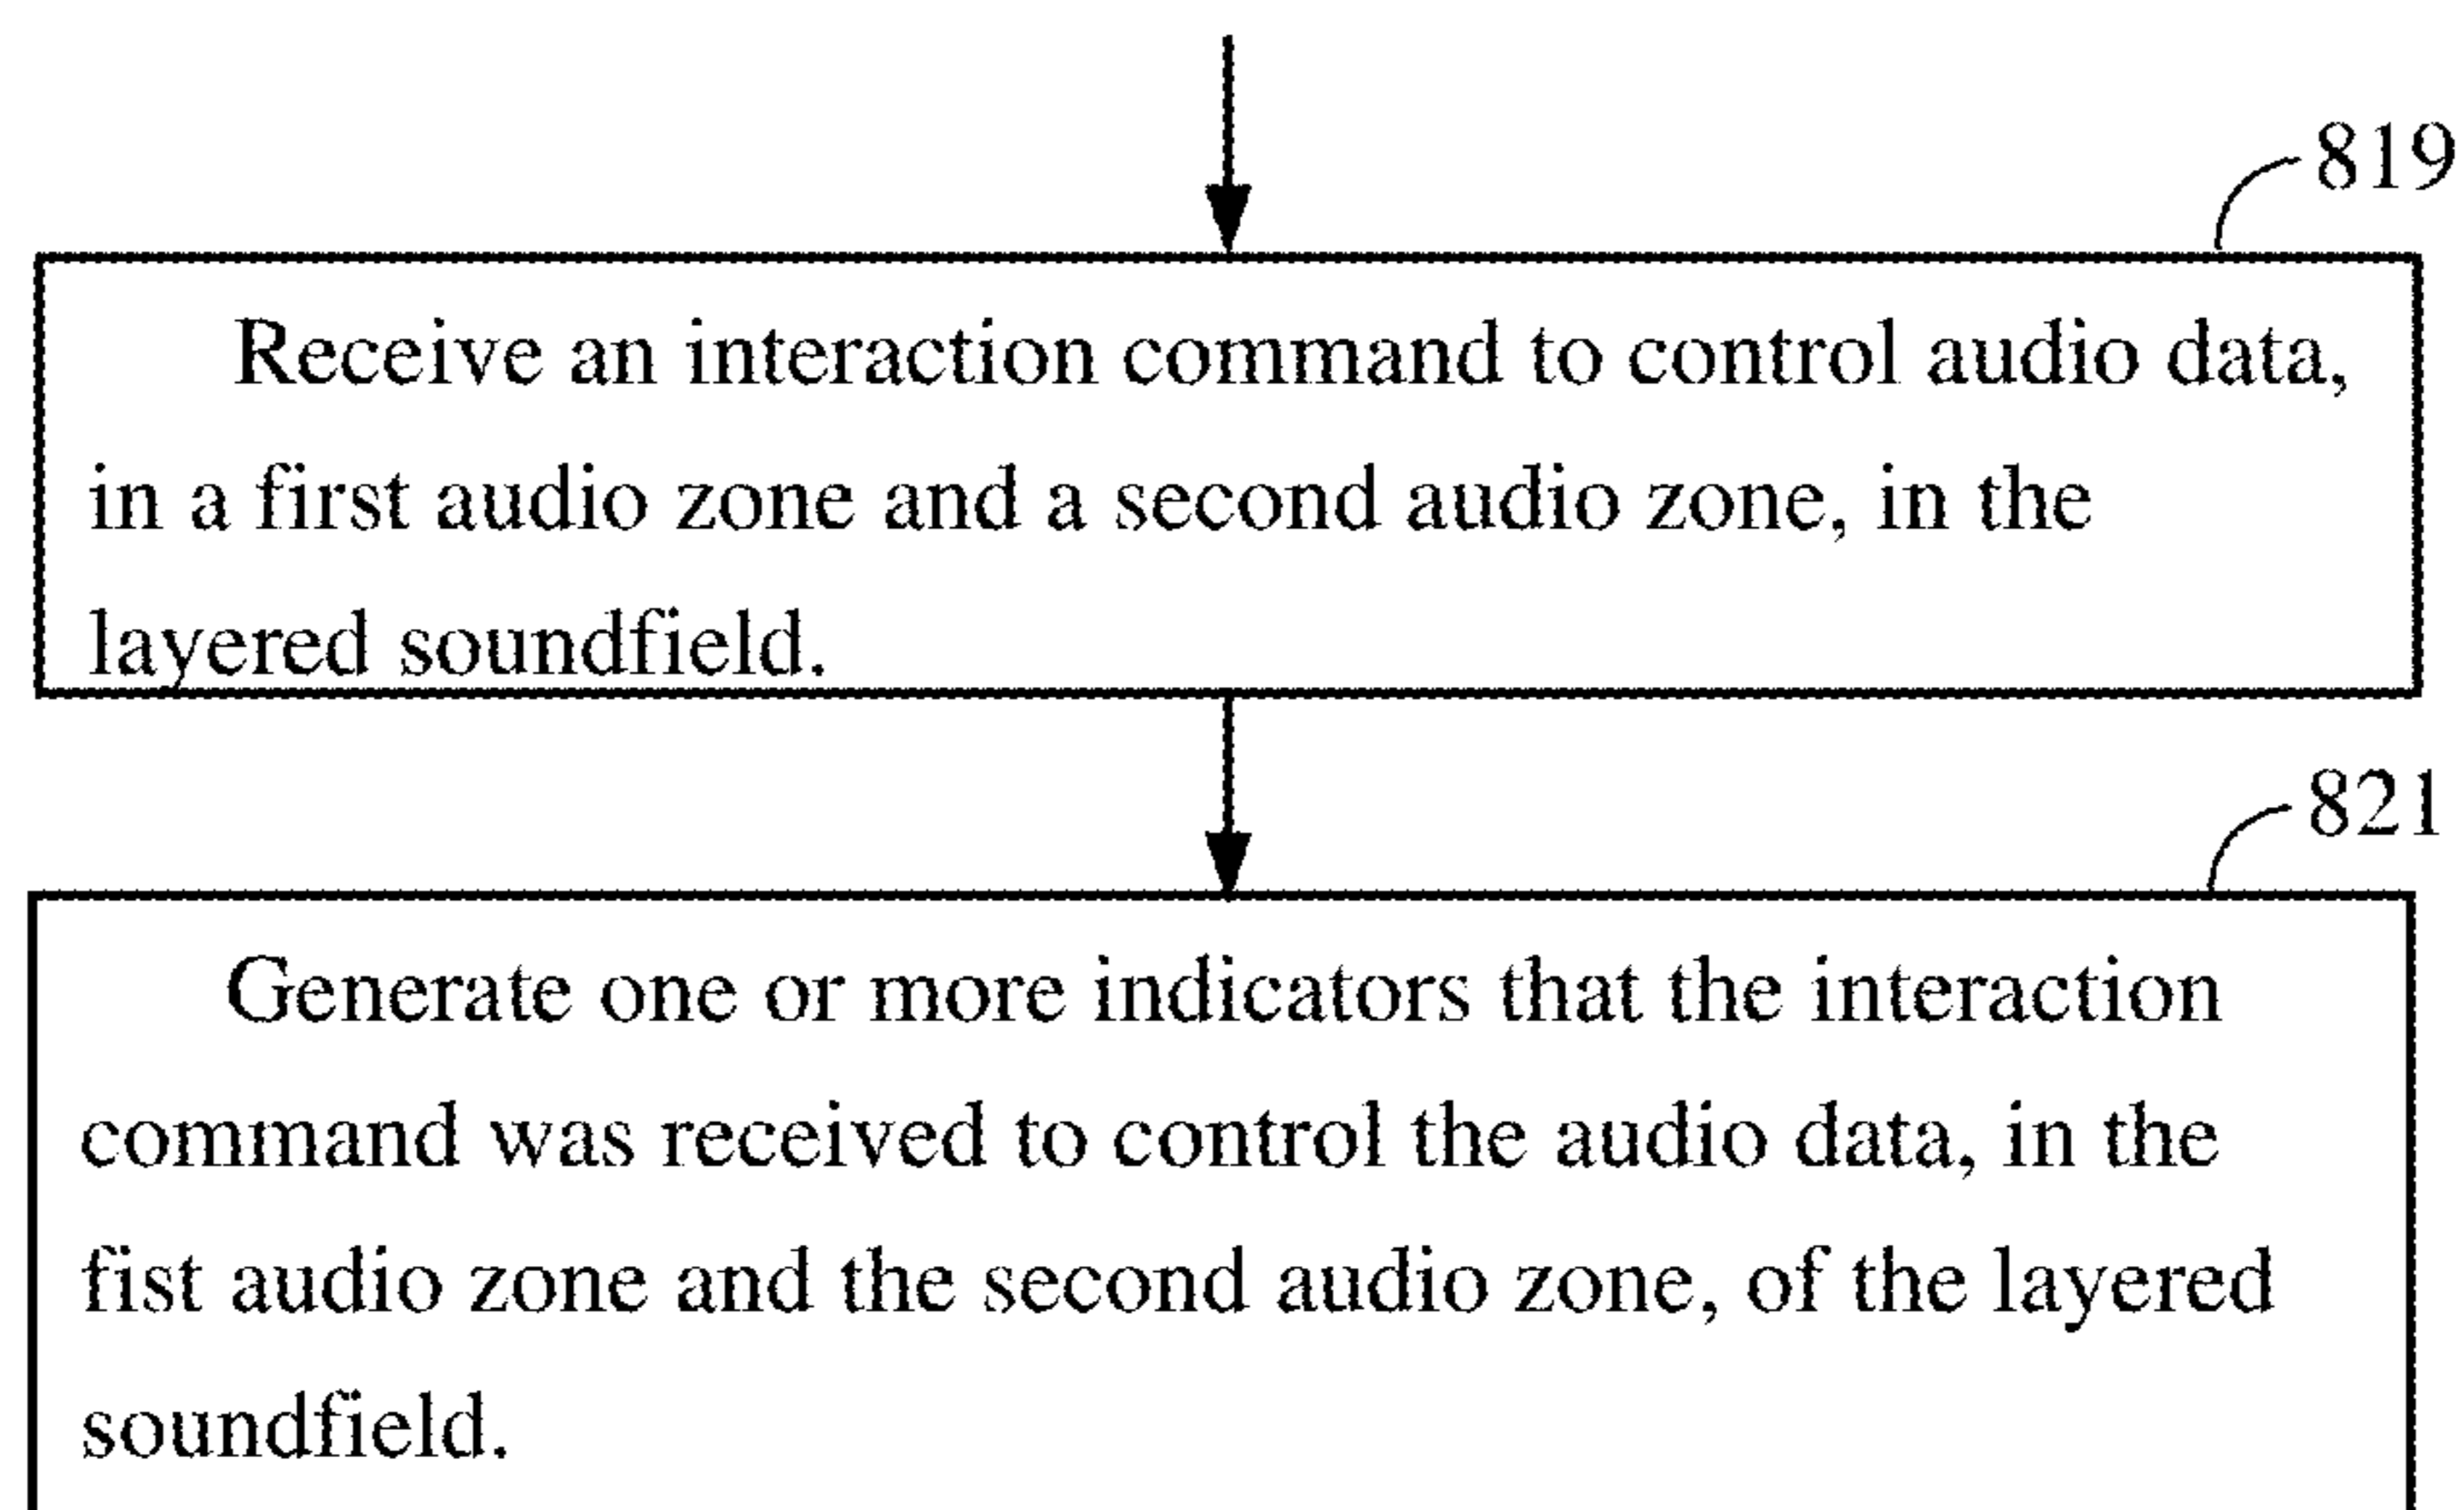 819
Receive an interaction command to control audio data,
in a first audio zone and a second audio zone, in the
layered soundfield.
821
Generate one or more indicators that the interaction
command was received to control the audio data, in the
fist audio zone and the second audio zone, of the layered
soundfield.